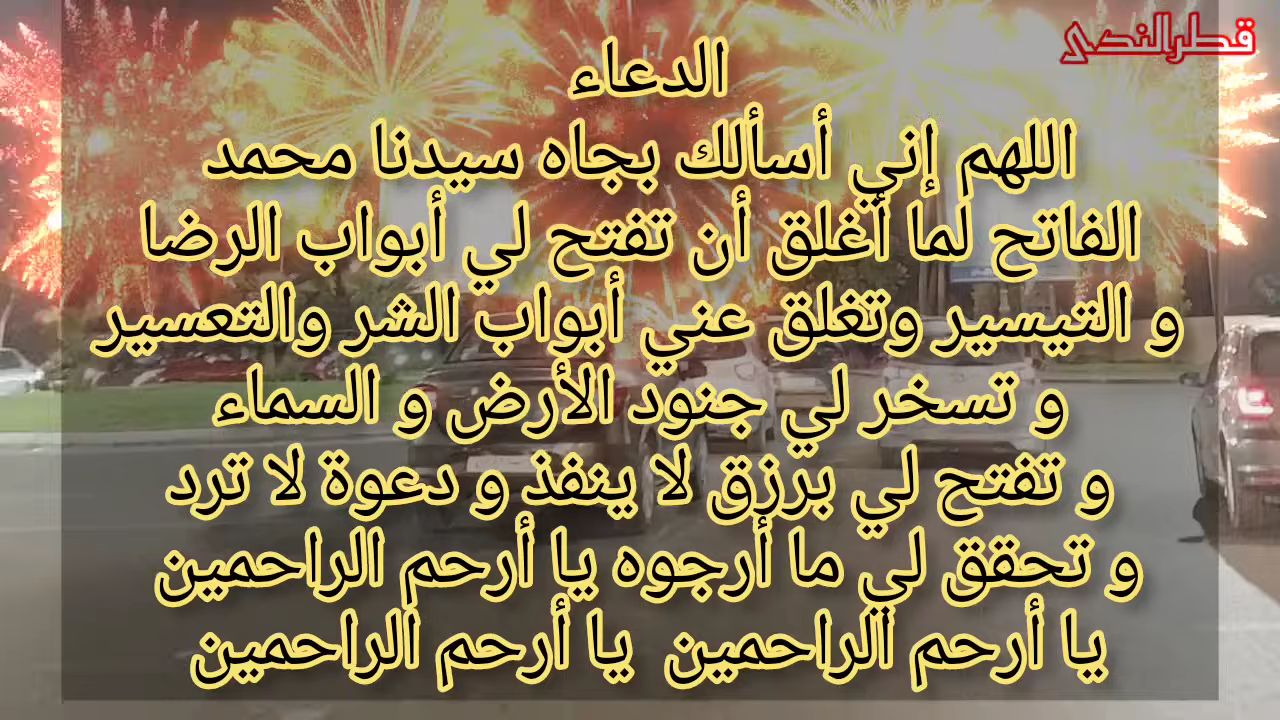 قطرالندى
الدعاء
اللهم إني أسألك بجاه سيدنا محمد
الفاتح لما أغلق أن تفتح لي أبواب الرضا
و التيسير وتغلق عني أبواب الشر والتعسير
و تسخر لي جنود الأرض و السماء
و تفتح لي برزق لا ينفذ و دعوة لا ترد
و تحقق لي ما أرجوه يا أرحم الراحمين
يا أرحم الراحمين يا أرحم الراحمين